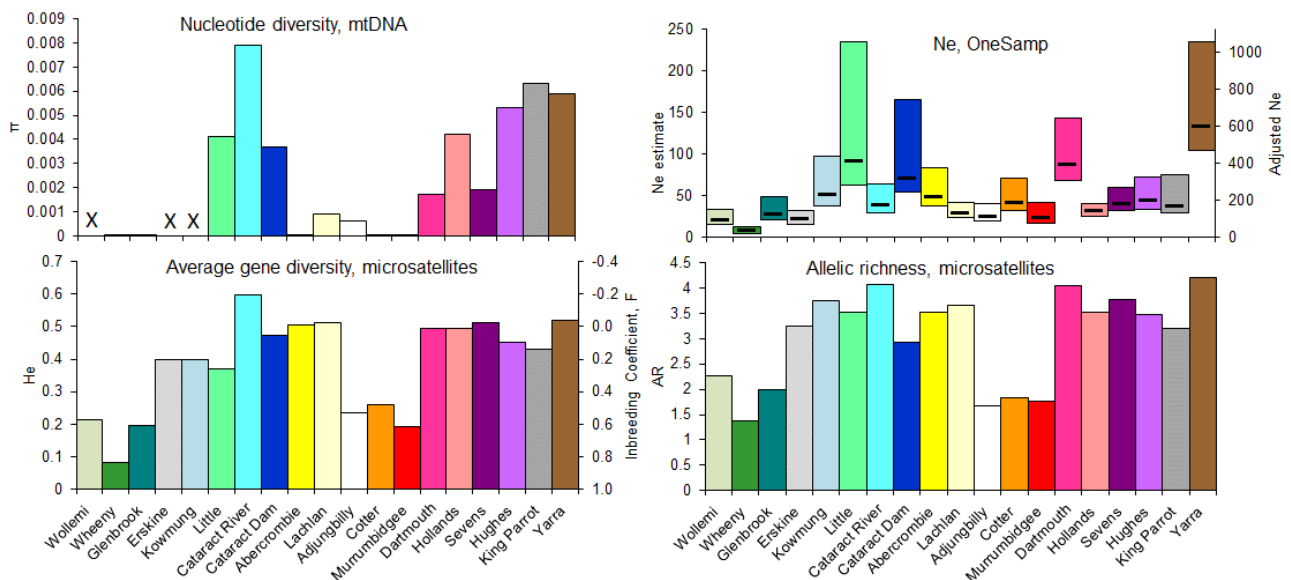 Nucleotide diversity, mtDNA
π
0.009
0.008
0.007
0.006
0.005
0.004
0.003
0.002
0.001
0
X
X
X
Ne, OneSamp
Ne estimate
250
200
150
100
50
0
1000
800
600
400
200
0
Adjusted Ne
Average gene diversity, microsatellites
He
0.7
0.6
0.5
0.4
0.3
0.2
0.1
0
-0.4
-0.2
0.0
0.2
0.4
0.6
0.8
1.0
Inbreeding Coefficient, F
Wollemi
Wheeny
Glenbrook
Erskine
Kowmung
Little
Cataract River
Cataract Dam
Abercrombie
Lachlan
Adjungbilly
Cotter
Murrumbidgee
Dartmouth
Hollands
Sevens
Hughes
King Parrot
Yarra
Allelic richness, microsatellites
AR
4.5
4
3.5
3
2.5
2
1.5
1
0.5
0
Wollemi
Wheeny
Glenbrook
Erskine
Kowmung
Little
Cataract River
Cataract Dam
Abercrombie
Lachlan
Adjungbilly
Cotter
Murrumbidgee
Dartmouth
Hollands
Sevens
Hughes
King Parrot
Yarra